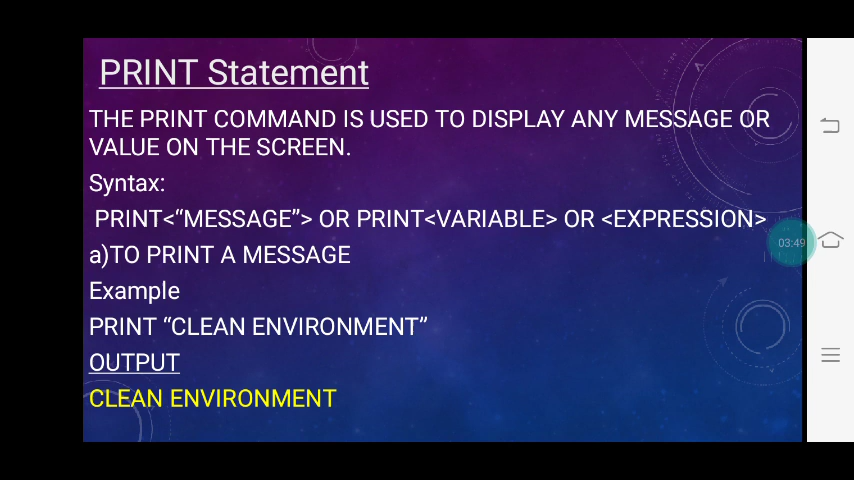 PRINT Statement
THE PRINT COMMAND IS USED TO DISPLAY ANY MESSAGE OR
VALUE ON THE SCREEN.
Syntax:
PRINT<“MESSAGE”> OR PRINT<VARIABLE> OR <EXPRESSION>
a)TO PRINT A MESSAGE
Example
PRINT “CLEAN ENVIRONMENT”
OUTPUT
CLEAN ENVIRONMENT
03:49